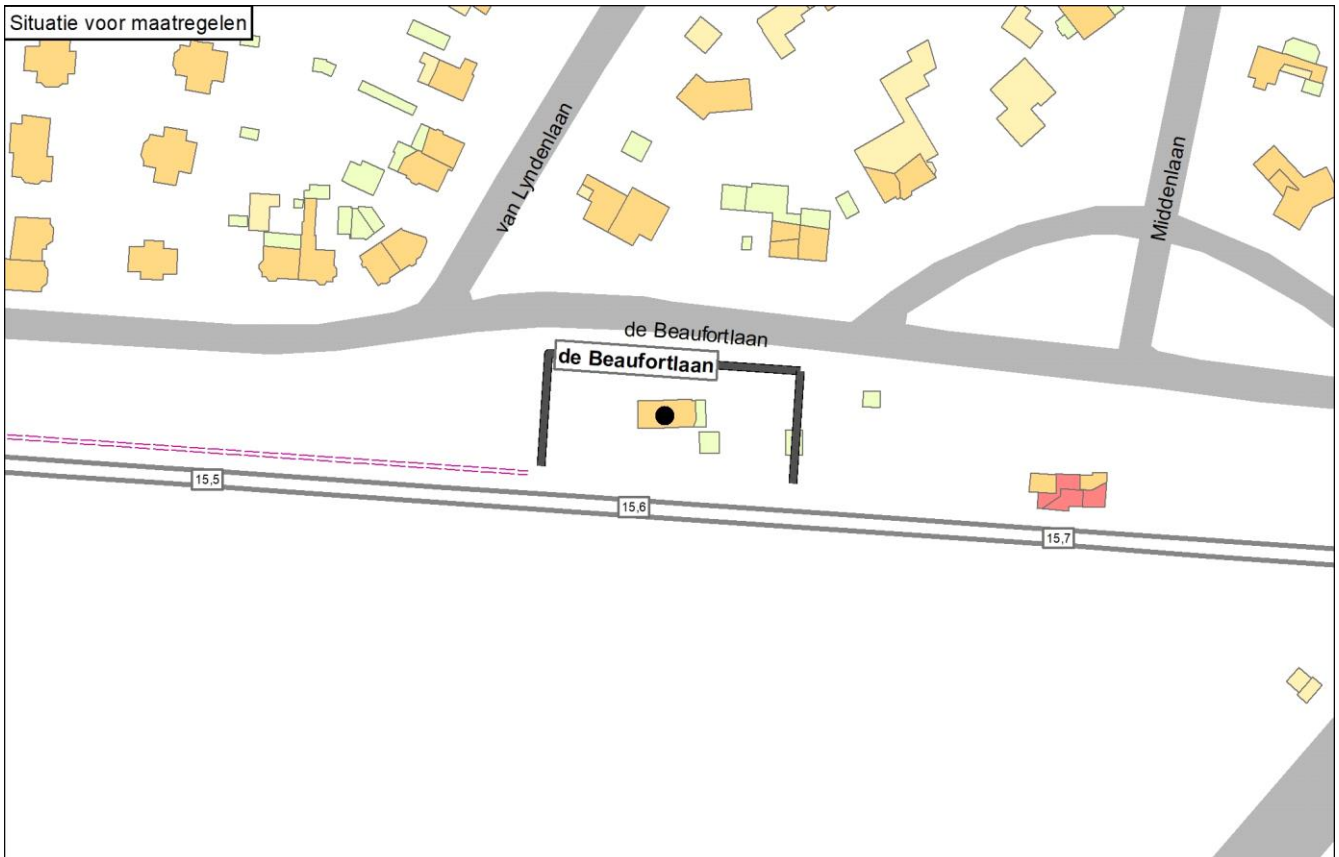 Situatie voor maatregelen
van Lyndenlaan
Middenlaan
de Beaufortlaan
de Beaufortlaan
15,5
15,6
15,7